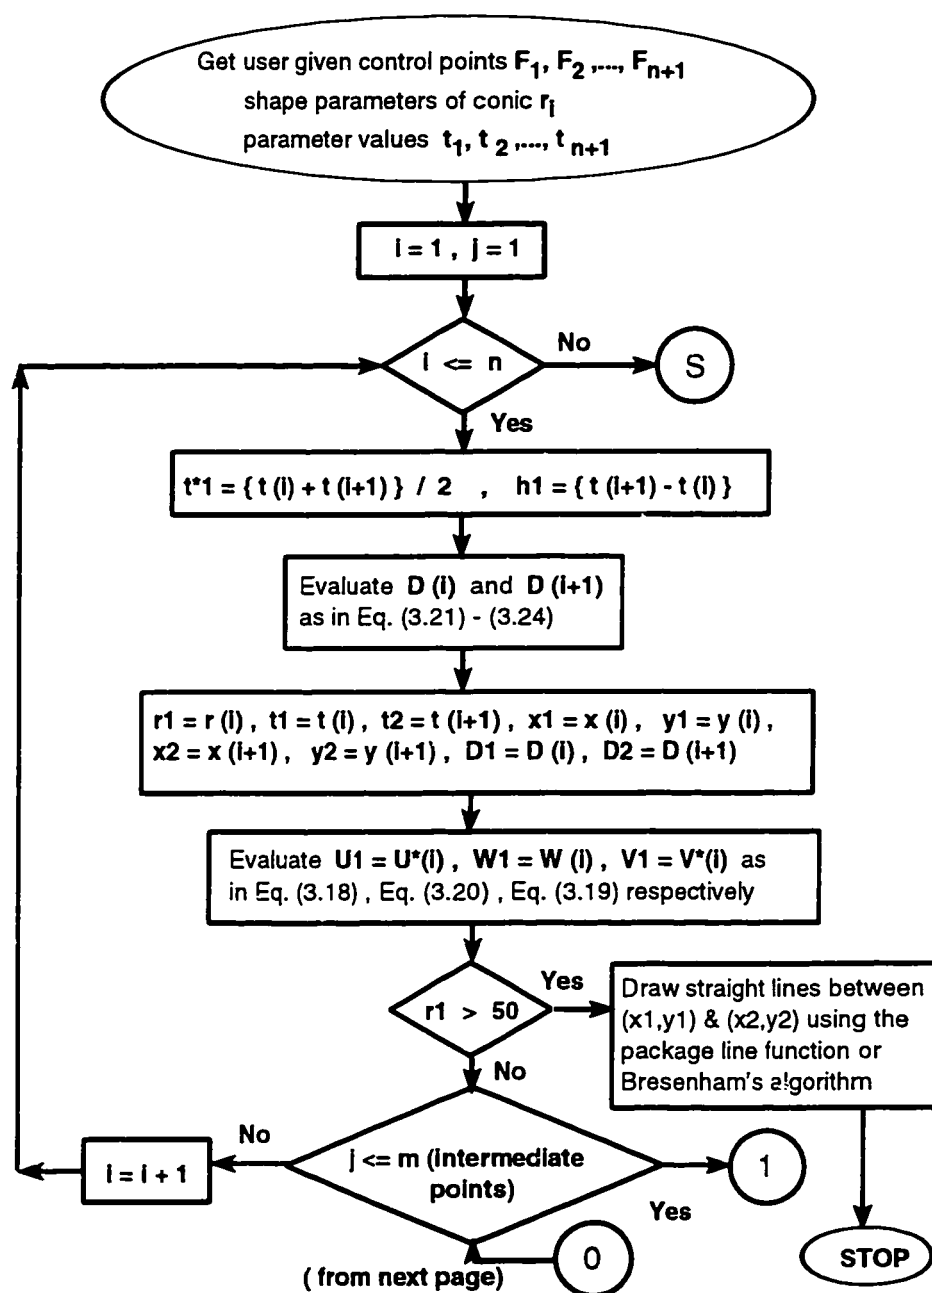 Get user given control points F1, F2 ,..., Fn+1
shape parameters of conic ri
parameter values t1, t2 ,..., tn+1
i = 1 , j = 1
i <= n
No
S
Yes
t*1 = { t (i) + t (i+1) } / 2 , h1 = { t (i+1) - t (i) }
Evaluate D (i) and D (i+1)
as in Eq. (3.21) - (3.24)
r1 = r (i) , t1 = t (i) , t2 = t (i+1) , x1 = x (i) , y1 = y (i) ,
x2 = x (i+1) , y2 = y (i+1) , D1 = D (i) , D2 = D (i+1)
Evaluate U1 = U*(i) , W1 = W (i) , V1 = V*(i) as
in Eq. (3.18) , Eq. (3.20) , Eq. (3.19) respectively
r1 > 50
Yes
Draw straight lines between
(x1,y1) & (x2,y2) using the
package line function or
Bresenham's algorithm
No
j <= m (intermediate
points)
No
i = i + 1
Yes
1
0
( from next page)
STOP